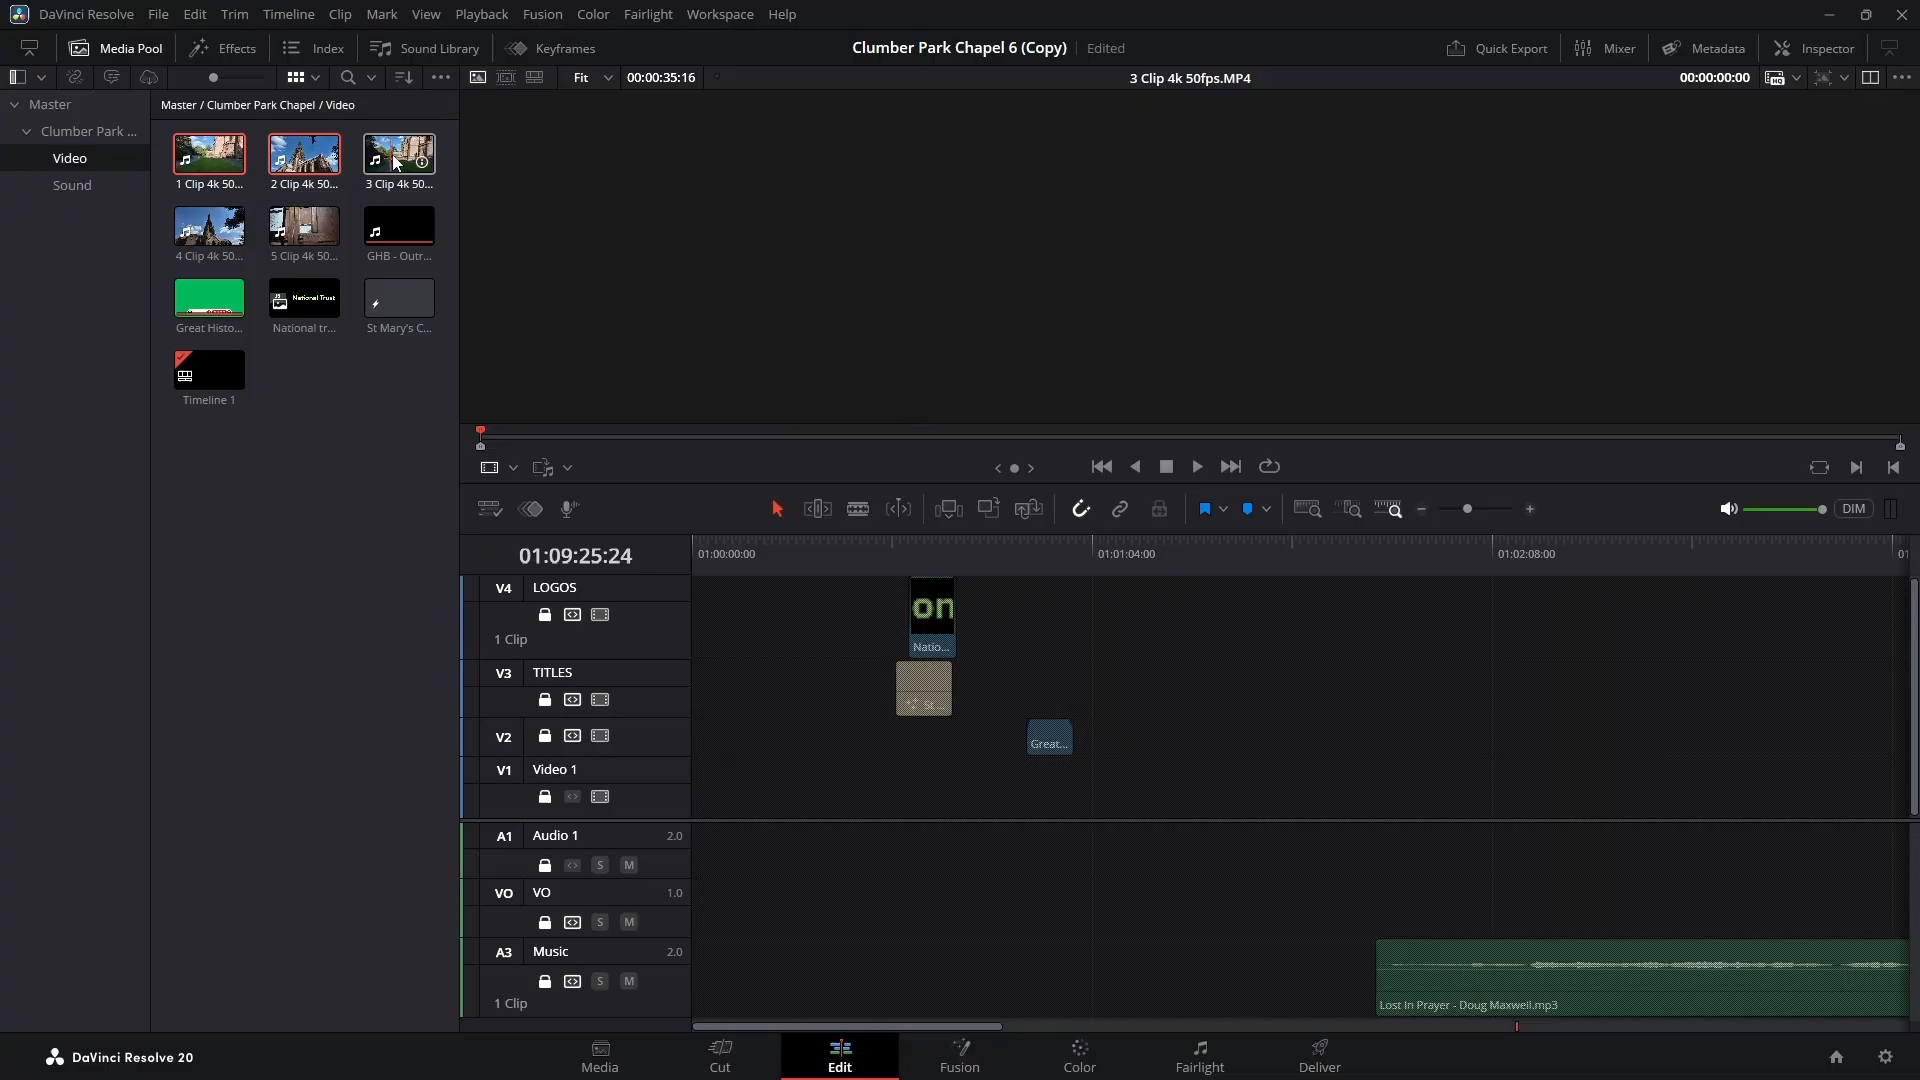 DaVinci Resolve File Edit Trim Timeline Clip Mark View Playback Fusion Color Fairlight Workspace Help
Media Pool Effects Index Sound Library Keyframes Clumber Park Chapel 6 (Copy) Edited Quick Export Mixer Metadata Inspector
Fit 00:00:35:16 3 Clip 4k 50fps.MP4 00:00:00:00
Master Master / Clumber Park Chapel / Video
Clumber Park ...
Video
Sound
1 Clip 4k 50... 2 Clip 4k 50... 3 Clip 4k 50...
4 Clip 4k 50... 5 Clip 4k 50... GHB - Outr...
National Trust
Great Histo... National tr... St Mary's C...
Timeline 1
DIM
01:09:25:24 01:00:00:00 01:01:04:00 01:02:08:00 01
V4 LOGOS
on
1 Clip Natio...
V3 TITLES
St...
V2 Great...
V1 Video 1
A1 Audio 1 2.0
S M
VO VO 1.0
S M
A3 Music 2.0
S M
1 Clip Lost In Prayer - Doug Maxwell.mp3
DaVinci Resolve 20 Media Cut Edit Fusion Color Fairlight Deliver